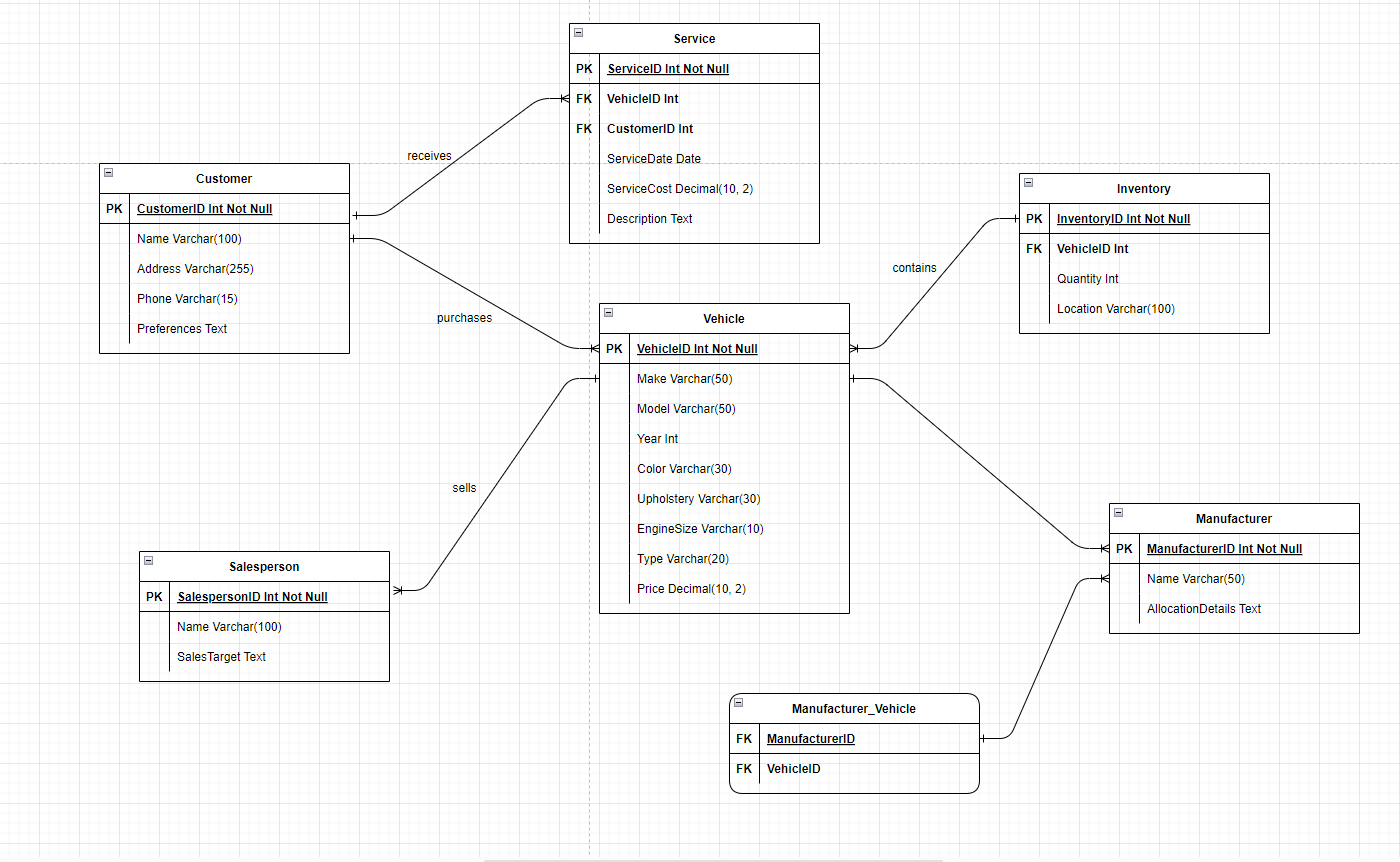 Service
PK ServiceID Int Not Null
FK VehicleID Int
FK CustomerID Int
ServiceDate Date
ServiceCost Decimal(10, 2)
Description Text
receives
Customer
PK CustomerID Int Not Null
Name Varchar(100)
Address Varchar(255)
Phone Varchar(15)
Preferences Text
purchases
Inventory
PK InventoryID Int Not Null
FK VehicleID Int
Quantity Int
Location Varchar(100)
contains
Vehicle
PK VehicleID Int Not Null
Make Varchar(50)
Model Varchar(50)
Year Int
Color Varchar(30)
Upholstery Varchar(30)
EngineSize Varchar(10)
Type Varchar(20)
Price Decimal(10, 2)
sells
Salesperson
PK SalespersonID Int Not Null
Name Varchar(100)
SalesTarget Text
Manufacturer
PK ManufacturerID Int Not Null
Name Varchar(50)
AllocationDetails Text
Manufacturer_Vehicle
FK ManufacturerID
FK VehicleID